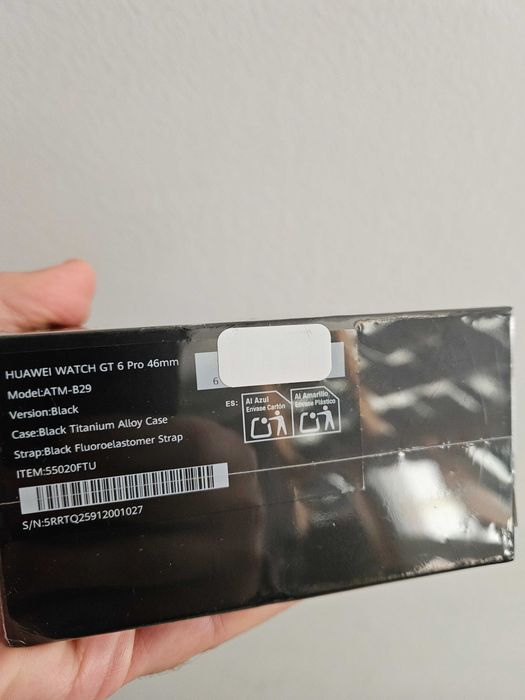 HUAWEI WATCH GT 6 Pro 46mm
Model:ATM-B29
Version:Black
Case:Black Titanium Alloy Case
Strap:Black Fluoroelastomer Strap
ITEM:55020FTU
S/N:5RRTQ25912001027
6
ES:
Al Azul
Envase Cartón
Al Amarillo
Envase Plástico